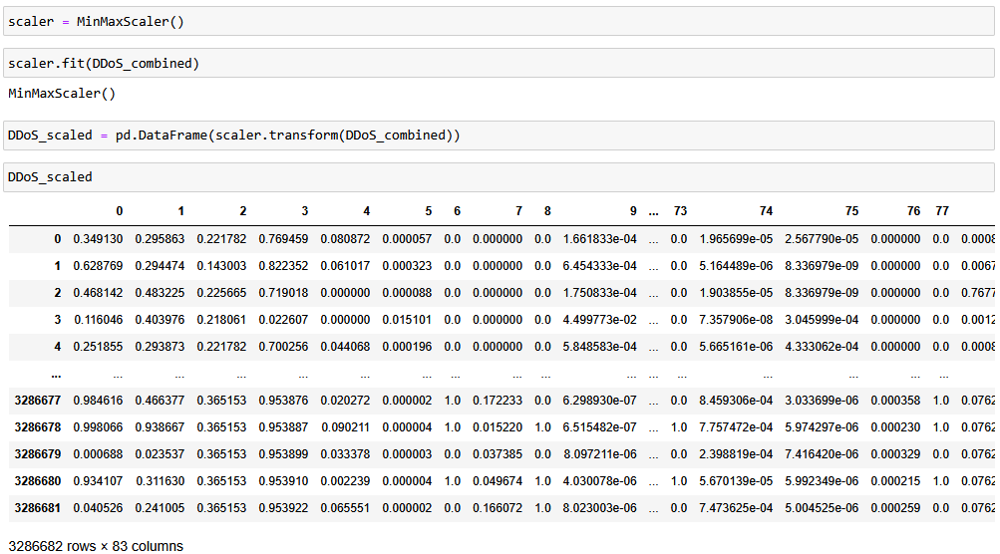 scaler = MinMaxScaler()
scaler.fit(DDoS_combined)
MinMaxScaler()
DDoS_scaled = pd.DataFrame(scaler.transform(DDoS_combined))
DDoS_scaled
0 1 2 3 4 5 6 7 8 9 ... 73 74 75 76 77
0 0.349130 0.295863 0.221782 0.769459 0.080872 0.000057 0.0 0.000000 0.0 1.661833e-04 ... 0.0 1.965699e-05 2.567790e-05 0.000000 0.0 0.0008
1 0.628769 0.294474 0.143003 0.822352 0.061017 0.000323 0.0 0.000000 0.0 6.454333e-04 ... 0.0 5.164489e-06 8.336979e-09 0.000000 0.0 0.0067
2 0.468142 0.483225 0.225665 0.719018 0.000000 0.000088 0.0 0.000000 0.0 1.750833e-04 ... 0.0 1.903855e-05 8.336979e-09 0.000000 0.0 0.7677
3 0.116046 0.403976 0.218061 0.022607 0.000000 0.015101 0.0 0.000000 0.0 4.499773e-02 ... 0.0 7.357906e-08 3.045999e-04 0.000000 0.0 0.0012
4 0.251855 0.293873 0.221782 0.700256 0.044068 0.000196 0.0 0.000000 0.0 5.848583e-04 ... 0.0 5.665161e-06 4.333062e-04 0.000000 0.0 0.0008
... ... ... ... ... ... ... ... ... ... ... ... ... ... ... ... ...
3286677 0.984616 0.466377 0.365153 0.953876 0.020272 0.000002 1.0 0.172233 0.0 6.298930e-07 ... 0.0 8.459306e-04 3.033699e-06 0.000358 1.0 0.0762
3286678 0.998066 0.938667 0.365153 0.953887 0.090211 0.000004 1.0 0.015220 1.0 6.515482e-07 ... 1.0 7.757472e-04 5.974297e-06 0.000230 1.0 0.0762
3286679 0.000688 0.023537 0.365153 0.953899 0.033378 0.000003 0.0 0.037385 0.0 8.097211e-06 ... 0.0 2.398819e-04 7.416420e-06 0.000329 0.0 0.0762
3286680 0.934107 0.311630 0.365153 0.953910 0.002239 0.000004 1.0 0.049674 1.0 4.030078e-06 ... 1.0 5.670139e-05 5.992349e-06 0.000215 1.0 0.0762
3286681 0.040526 0.241005 0.365153 0.953922 0.065551 0.000002 0.0 0.166072 1.0 8.023003e-06 ... 0.0 7.473625e-04 5.004525e-06 0.000259 0.0 0.0762
3286682 rows × 83 columns